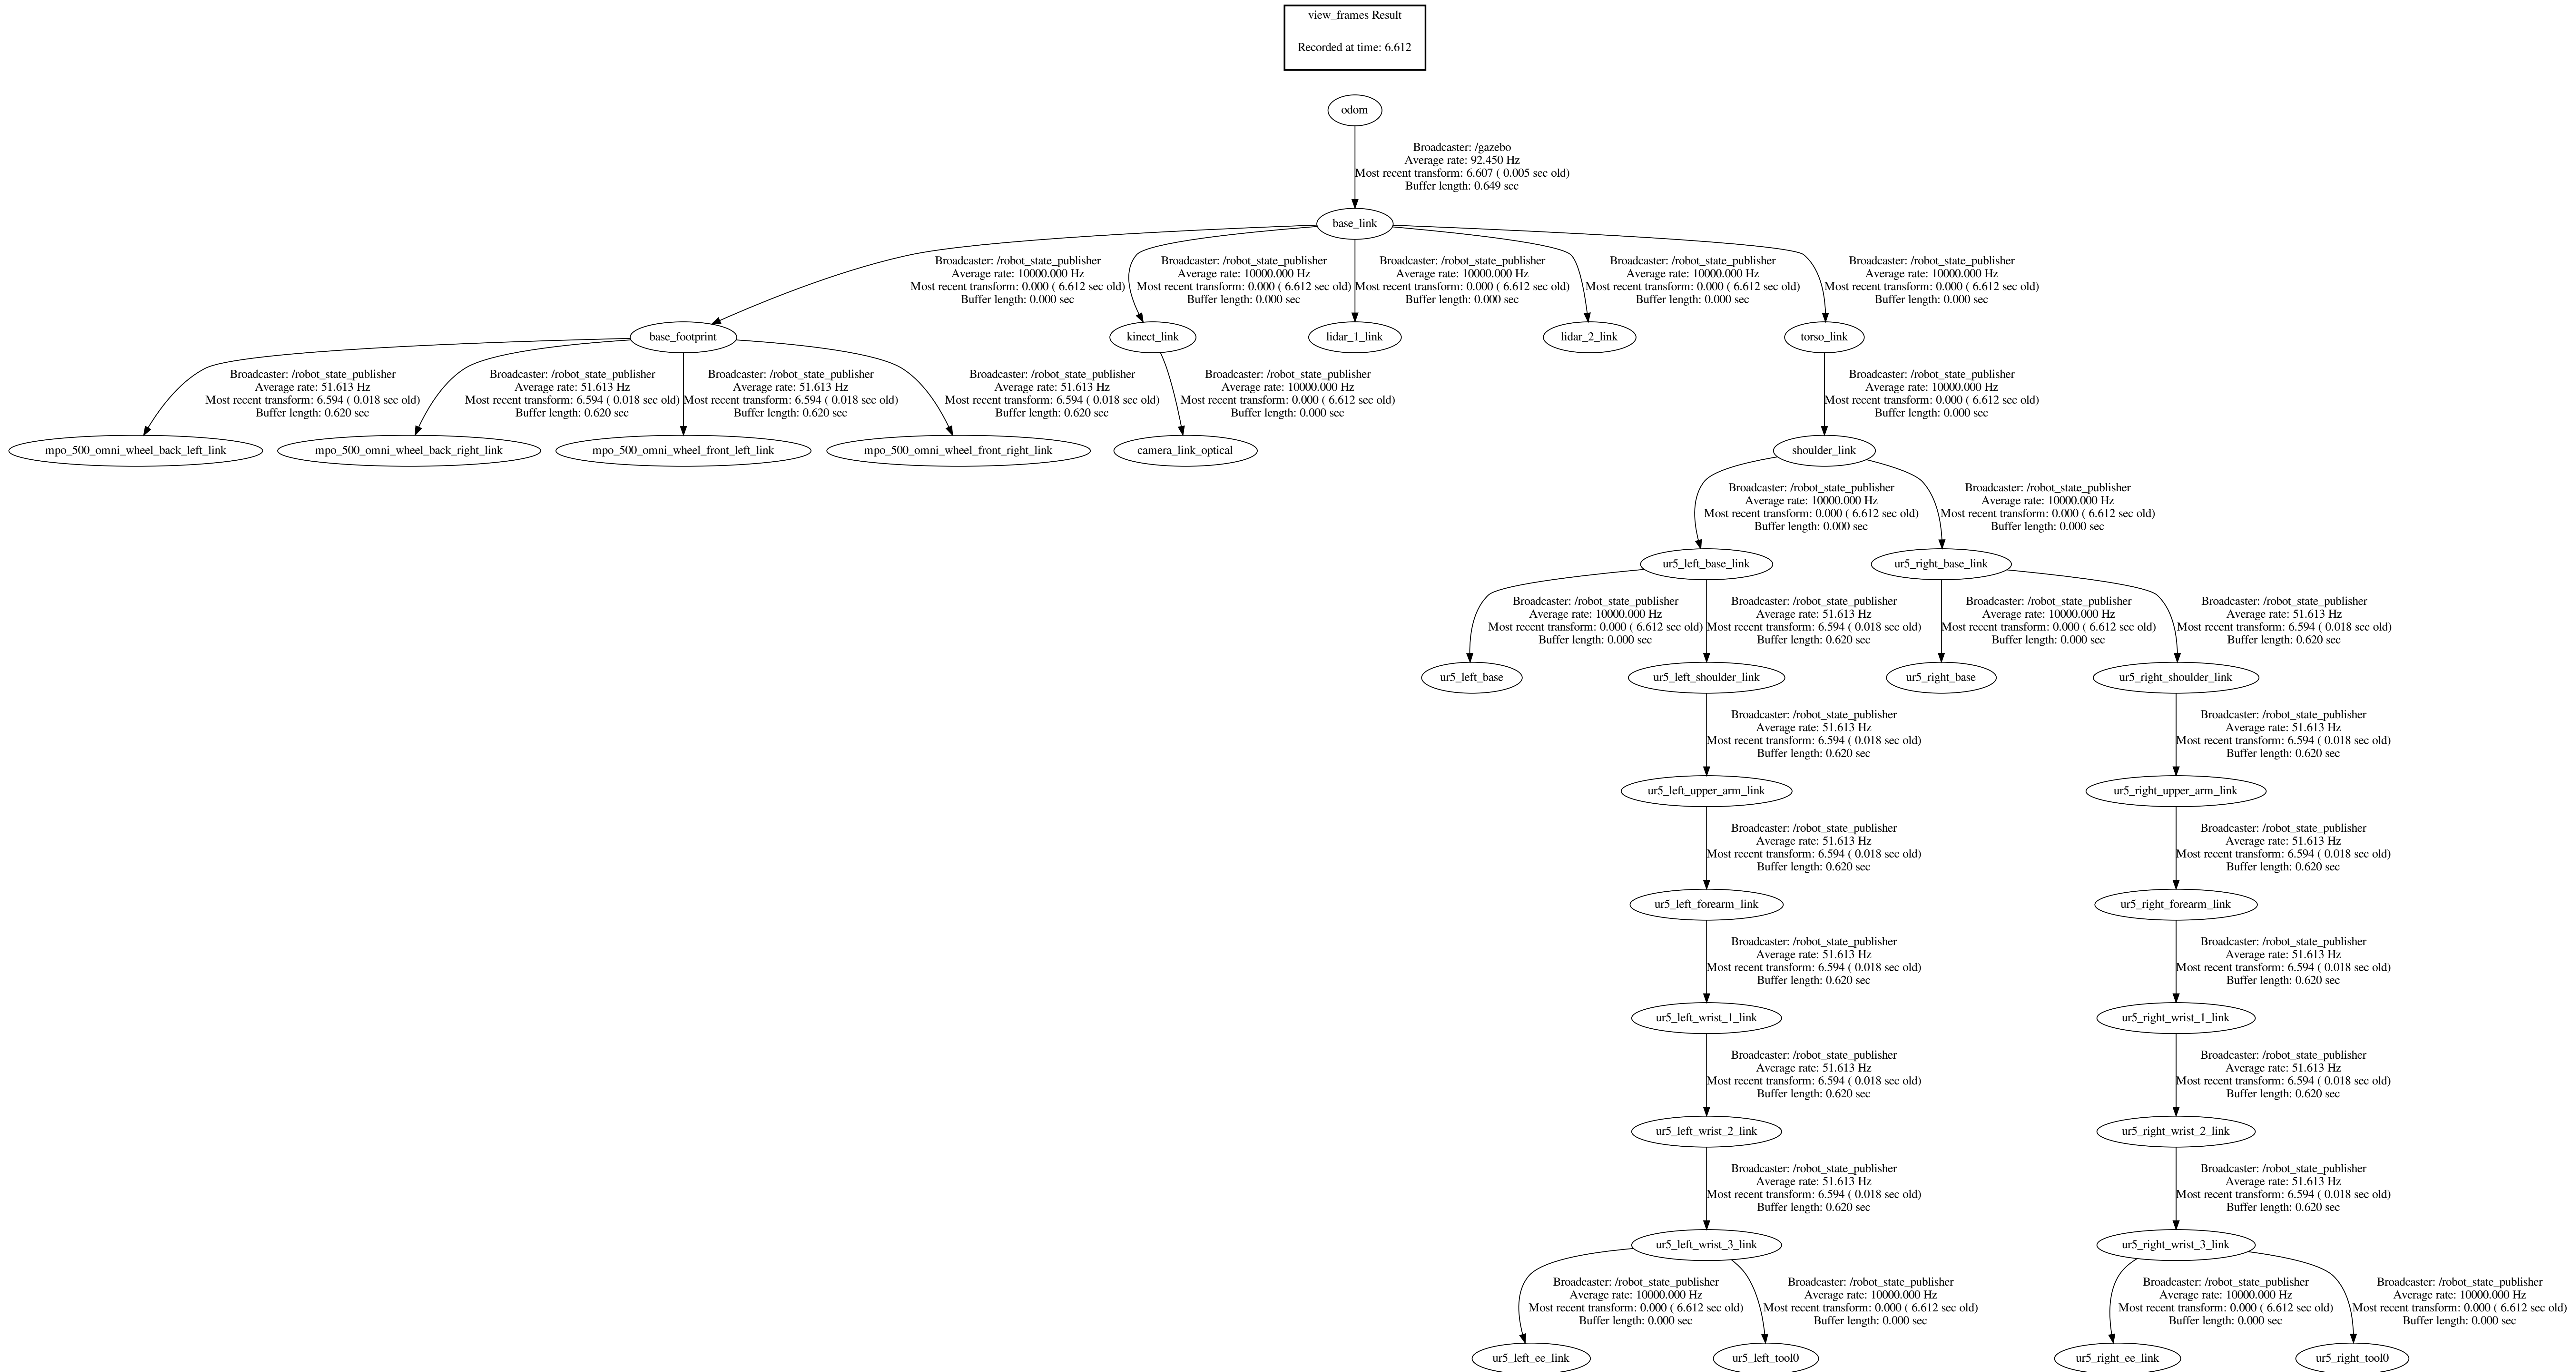 view_frames Result
Recorded at time: 6.612
odom
Broadcaster: /gazebo
Average rate: 92.450 Hz
Most recent transform: 6.607 ( 0.005 sec old)
Buffer length: 0.649 sec
base_link
Broadcaster: /robot_state_publisher
Average rate: 10000.000 Hz
Most recent transform: 0.000 ( 6.612 sec old)
Buffer length: 0.000 sec
Broadcaster: /robot_state_publisher
Average rate: 10000.000 Hz
Most recent transform: 0.000 ( 6.612 sec old)
Buffer length: 0.000 sec
Broadcaster: /robot_state_publisher
Average rate: 10000.000 Hz
Most recent transform: 0.000 ( 6.612 sec old)
Buffer length: 0.000 sec
Broadcaster: /robot_state_publisher
Average rate: 10000.000 Hz
Most recent transform: 0.000 ( 6.612 sec old)
Buffer length: 0.000 sec
Broadcaster: /robot_state_publisher
Average rate: 10000.000 Hz
Most recent transform: 0.000 ( 6.612 sec old)
Buffer length: 0.000 sec
base_footprint
kinect_link
lidar_1_link
lidar_2_link
torso_link
Broadcaster: /robot_state_publisher
Average rate: 51.613 Hz
Most recent transform: 6.594 ( 0.018 sec old)
Buffer length: 0.620 sec
Broadcaster: /robot_state_publisher
Average rate: 51.613 Hz
Most recent transform: 6.594 ( 0.018 sec old)
Buffer length: 0.620 sec
Broadcaster: /robot_state_publisher
Average rate: 51.613 Hz
Most recent transform: 6.594 ( 0.018 sec old)
Buffer length: 0.620 sec
Broadcaster: /robot_state_publisher
Average rate: 51.613 Hz
Most recent transform: 6.594 ( 0.018 sec old)
Buffer length: 0.620 sec
Broadcaster: /robot_state_publisher
Average rate: 10000.000 Hz
Most recent transform: 0.000 ( 6.612 sec old)
Buffer length: 0.000 sec
Broadcaster: /robot_state_publisher
Average rate: 10000.000 Hz
Most recent transform: 0.000 ( 6.612 sec old)
Buffer length: 0.000 sec
mpo_500_omni_wheel_back_left_link
mpo_500_omni_wheel_back_right_link
mpo_500_omni_wheel_front_left_link
mpo_500_omni_wheel_front_right_link
camera_link_optical
shoulder_link
Broadcaster: /robot_state_publisher
Average rate: 10000.000 Hz
Most recent transform: 0.000 ( 6.612 sec old)
Buffer length: 0.000 sec
Broadcaster: /robot_state_publisher
Average rate: 10000.000 Hz
Most recent transform: 0.000 ( 6.612 sec old)
Buffer length: 0.000 sec
ur5_left_base_link
ur5_right_base_link
Broadcaster: /robot_state_publisher
Average rate: 10000.000 Hz
Most recent transform: 0.000 ( 6.612 sec old)
Buffer length: 0.000 sec
Broadcaster: /robot_state_publisher
Average rate: 51.613 Hz
Most recent transform: 6.594 ( 0.018 sec old)
Buffer length: 0.620 sec
Broadcaster: /robot_state_publisher
Average rate: 10000.000 Hz
Most recent transform: 0.000 ( 6.612 sec old)
Buffer length: 0.000 sec
Broadcaster: /robot_state_publisher
Average rate: 51.613 Hz
Most recent transform: 6.594 ( 0.018 sec old)
Buffer length: 0.620 sec
ur5_left_base
ur5_left_shoulder_link
ur5_right_base
ur5_right_shoulder_link
Broadcaster: /robot_state_publisher
Average rate: 51.613 Hz
Most recent transform: 6.594 ( 0.018 sec old)
Buffer length: 0.620 sec
Broadcaster: /robot_state_publisher
Average rate: 51.613 Hz
Most recent transform: 6.594 ( 0.018 sec old)
Buffer length: 0.620 sec
ur5_left_upper_arm_link
ur5_right_upper_arm_link
Broadcaster: /robot_state_publisher
Average rate: 51.613 Hz
Most recent transform: 6.594 ( 0.018 sec old)
Buffer length: 0.620 sec
Broadcaster: /robot_state_publisher
Average rate: 51.613 Hz
Most recent transform: 6.594 ( 0.018 sec old)
Buffer length: 0.620 sec
ur5_left_forearm_link
ur5_right_forearm_link
Broadcaster: /robot_state_publisher
Average rate: 51.613 Hz
Most recent transform: 6.594 ( 0.018 sec old)
Buffer length: 0.620 sec
Broadcaster: /robot_state_publisher
Average rate: 51.613 Hz
Most recent transform: 6.594 ( 0.018 sec old)
Buffer length: 0.620 sec
ur5_left_wrist_1_link
ur5_right_wrist_1_link
Broadcaster: /robot_state_publisher
Average rate: 51.613 Hz
Most recent transform: 6.594 ( 0.018 sec old)
Buffer length: 0.620 sec
Broadcaster: /robot_state_publisher
Average rate: 51.613 Hz
Most recent transform: 6.594 ( 0.018 sec old)
Buffer length: 0.620 sec
ur5_left_wrist_2_link
ur5_right_wrist_2_link
Broadcaster: /robot_state_publisher
Average rate: 51.613 Hz
Most recent transform: 6.594 ( 0.018 sec old)
Buffer length: 0.620 sec
Broadcaster: /robot_state_publisher
Average rate: 51.613 Hz
Most recent transform: 6.594 ( 0.018 sec old)
Buffer length: 0.620 sec
ur5_left_wrist_3_link
ur5_right_wrist_3_link
Broadcaster: /robot_state_publisher
Average rate: 10000.000 Hz
Most recent transform: 0.000 ( 6.612 sec old)
Buffer length: 0.000 sec
Broadcaster: /robot_state_publisher
Average rate: 10000.000 Hz
Most recent transform: 0.000 ( 6.612 sec old)
Buffer length: 0.000 sec
Broadcaster: /robot_state_publisher
Average rate: 10000.000 Hz
Most recent transform: 0.000 ( 6.612 sec old)
Buffer length: 0.000 sec
Broadcaster: /robot_state_publisher
Average rate: 10000.000 Hz
Most recent transform: 0.000 ( 6.612 sec old)
Buffer length: 0.000 sec
ur5_left_ee_link
ur5_left_tool0
ur5_right_ee_link
ur5_right_tool0